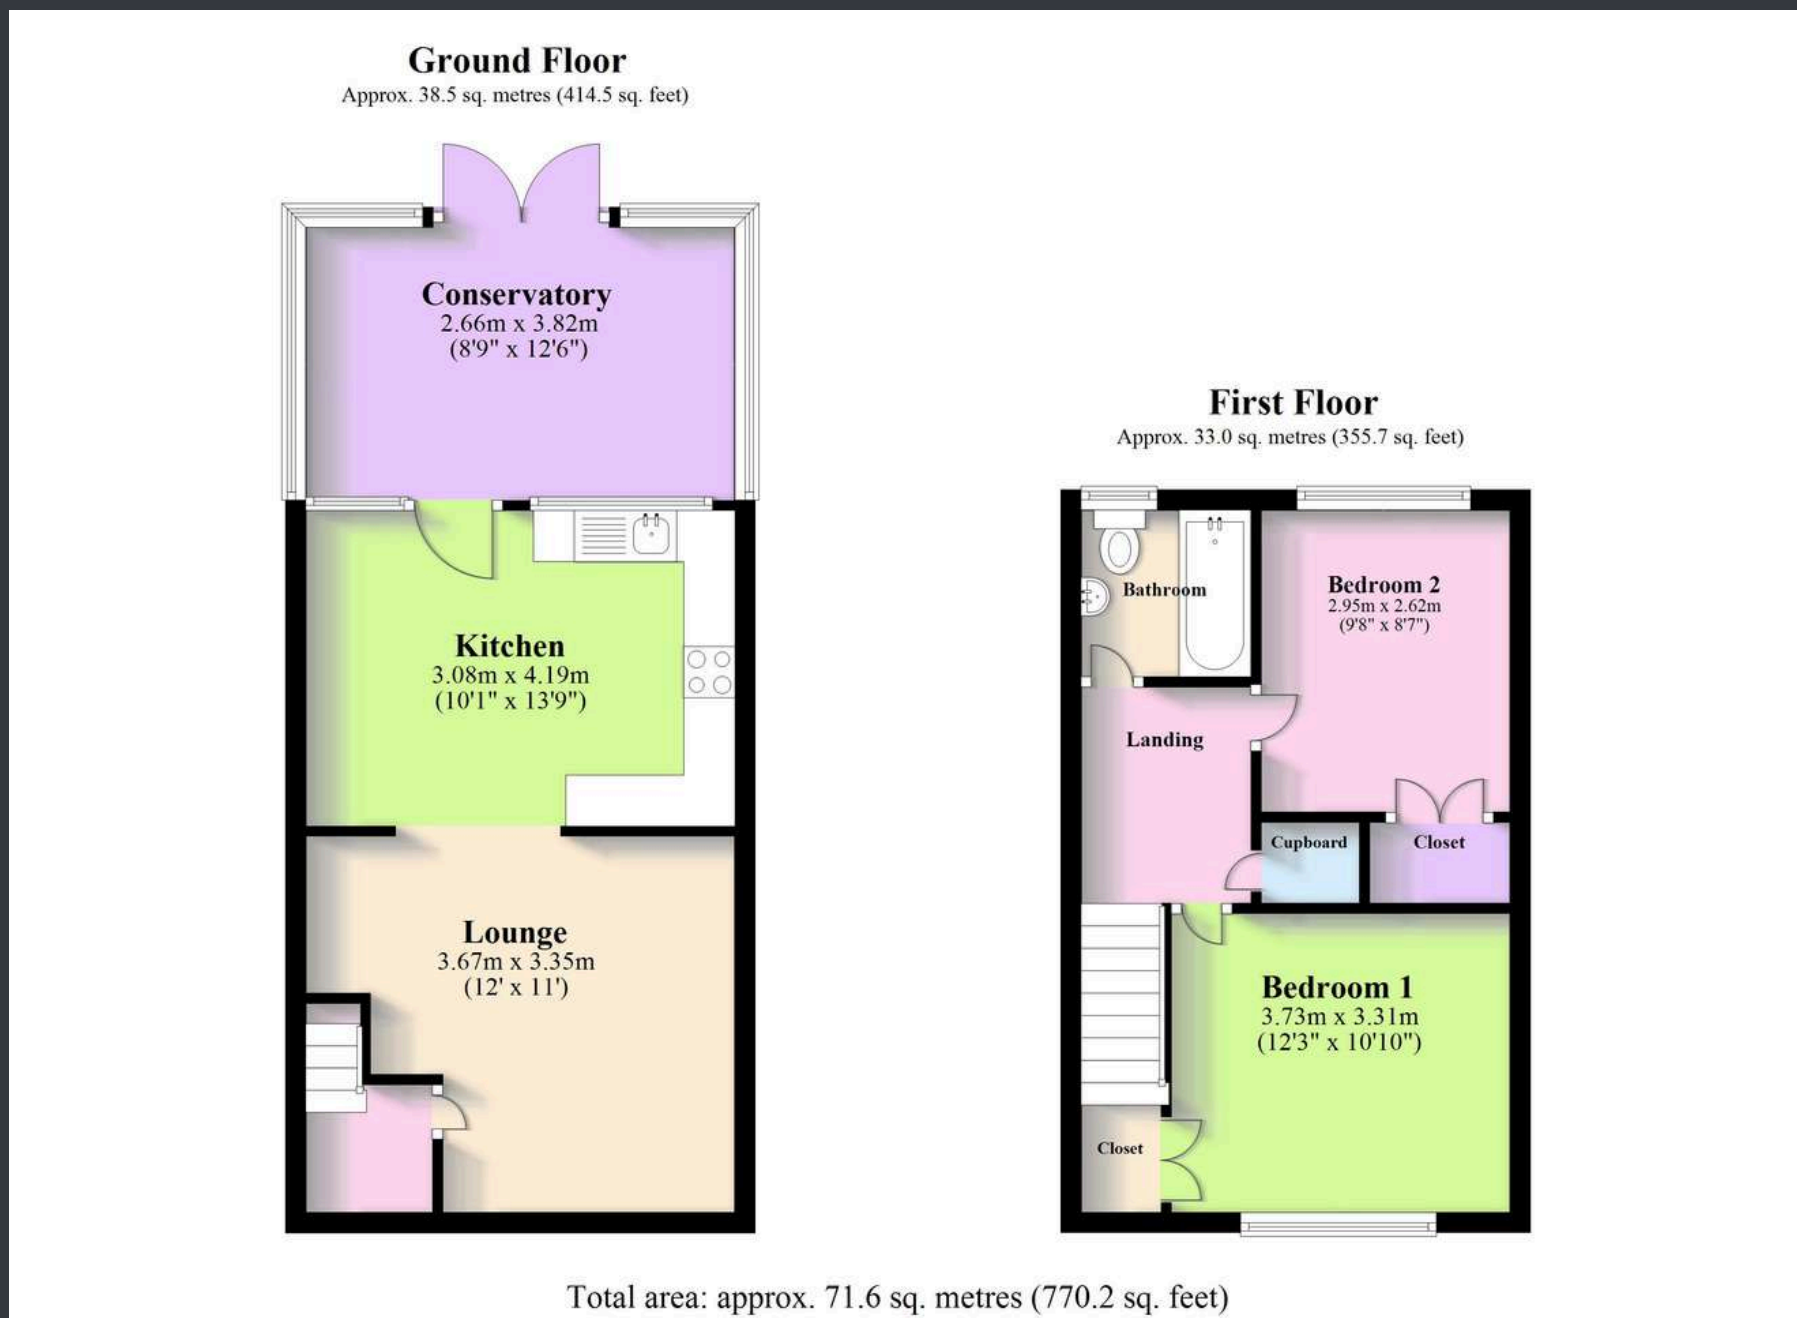 Ground Floor
Approx. 38.5 sq. metres (414.5 sq. feet)
Conservatory
2.66m x 3.82m
(8'9" x 12'6")
Kitchen
3.08m x 4.19m
(10'1" x 13'9")
Lounge
3.67m x 3.35m
(12' x 11')
First Floor
Approx. 33.0 sq. metres (355.7 sq. feet)
Bathroom
Bedroom 2
2.95m x 2.62m
(9'8" x 8'7")
Landing
Cupboard
Closet
Bedroom 1
3.73m x 3.31m
(12'3" x 10'10")
Closet
Total area: approx. 71.6 sq. metres (770.2 sq. feet)